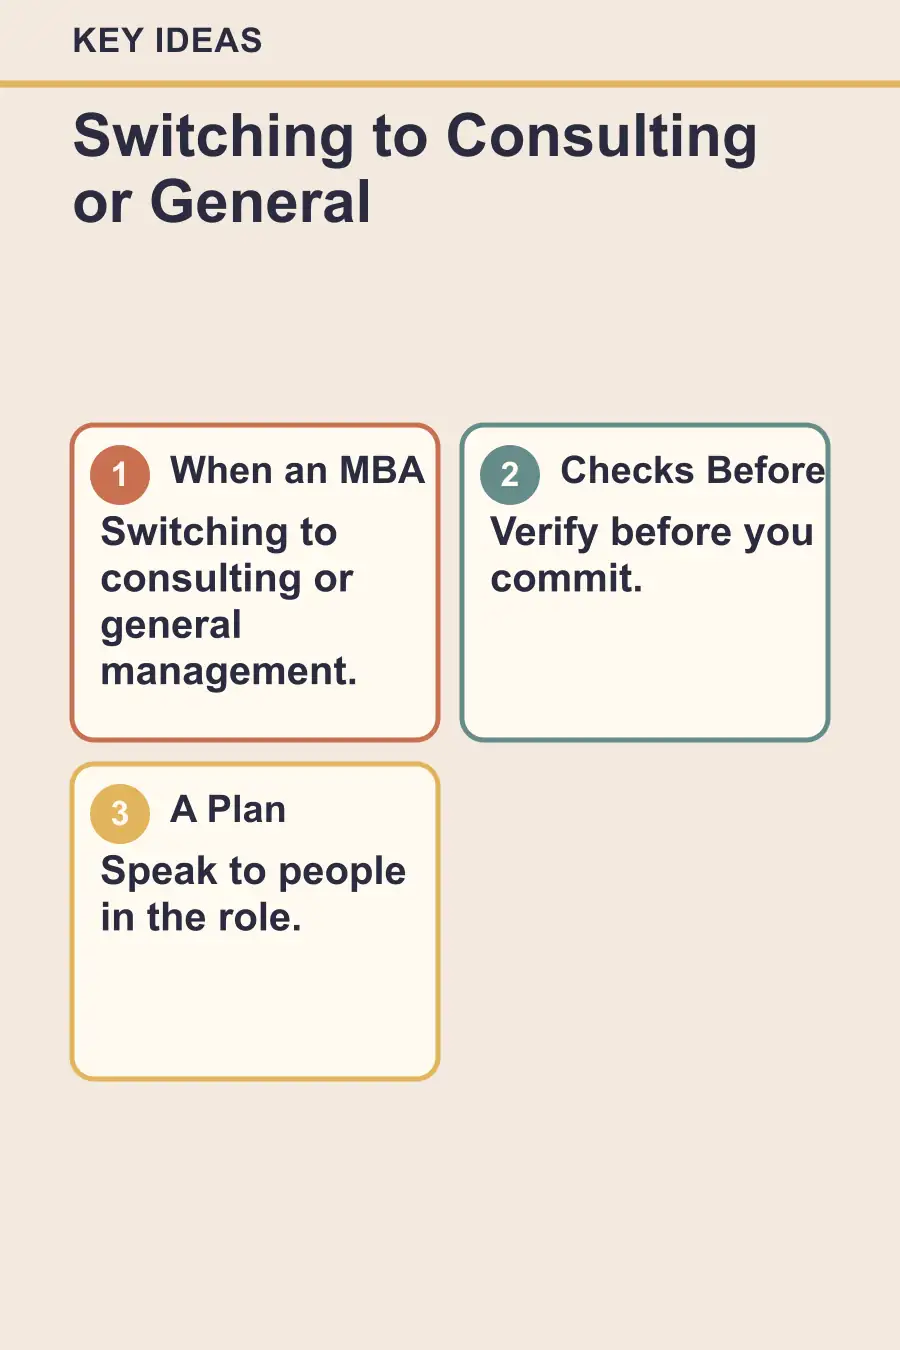 KEY IDEAS
Switching to Consulting
or General
1 When an MBA
Switching to
consulting or
general
management.
2 Checks Before
Verify before you
commit.
3 A Plan
Speak to people
in the role.